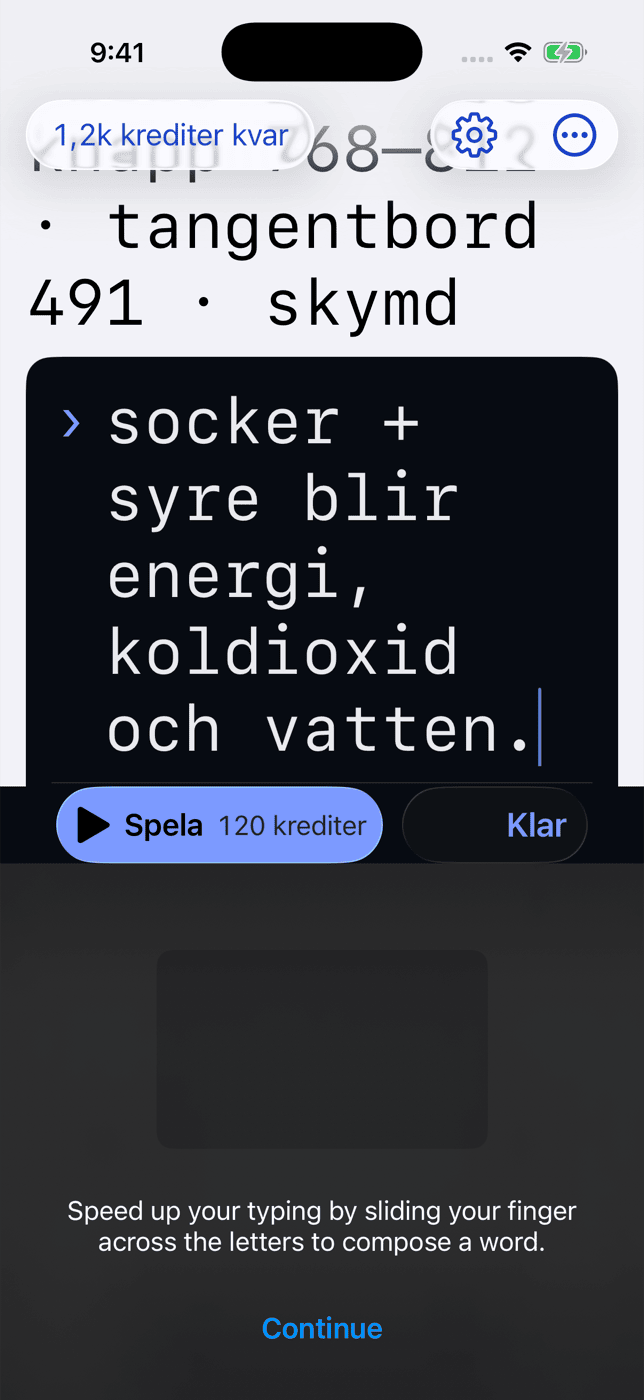 9:41
1,2k krediter kvar
· tangentbord
491 · skymd
› socker +
syre blir
energi,
koldioxid
och vatten.
Spela 120 krediter
Klar
Speed up your typing by sliding your finger
across the letters to compose a word.
Continue